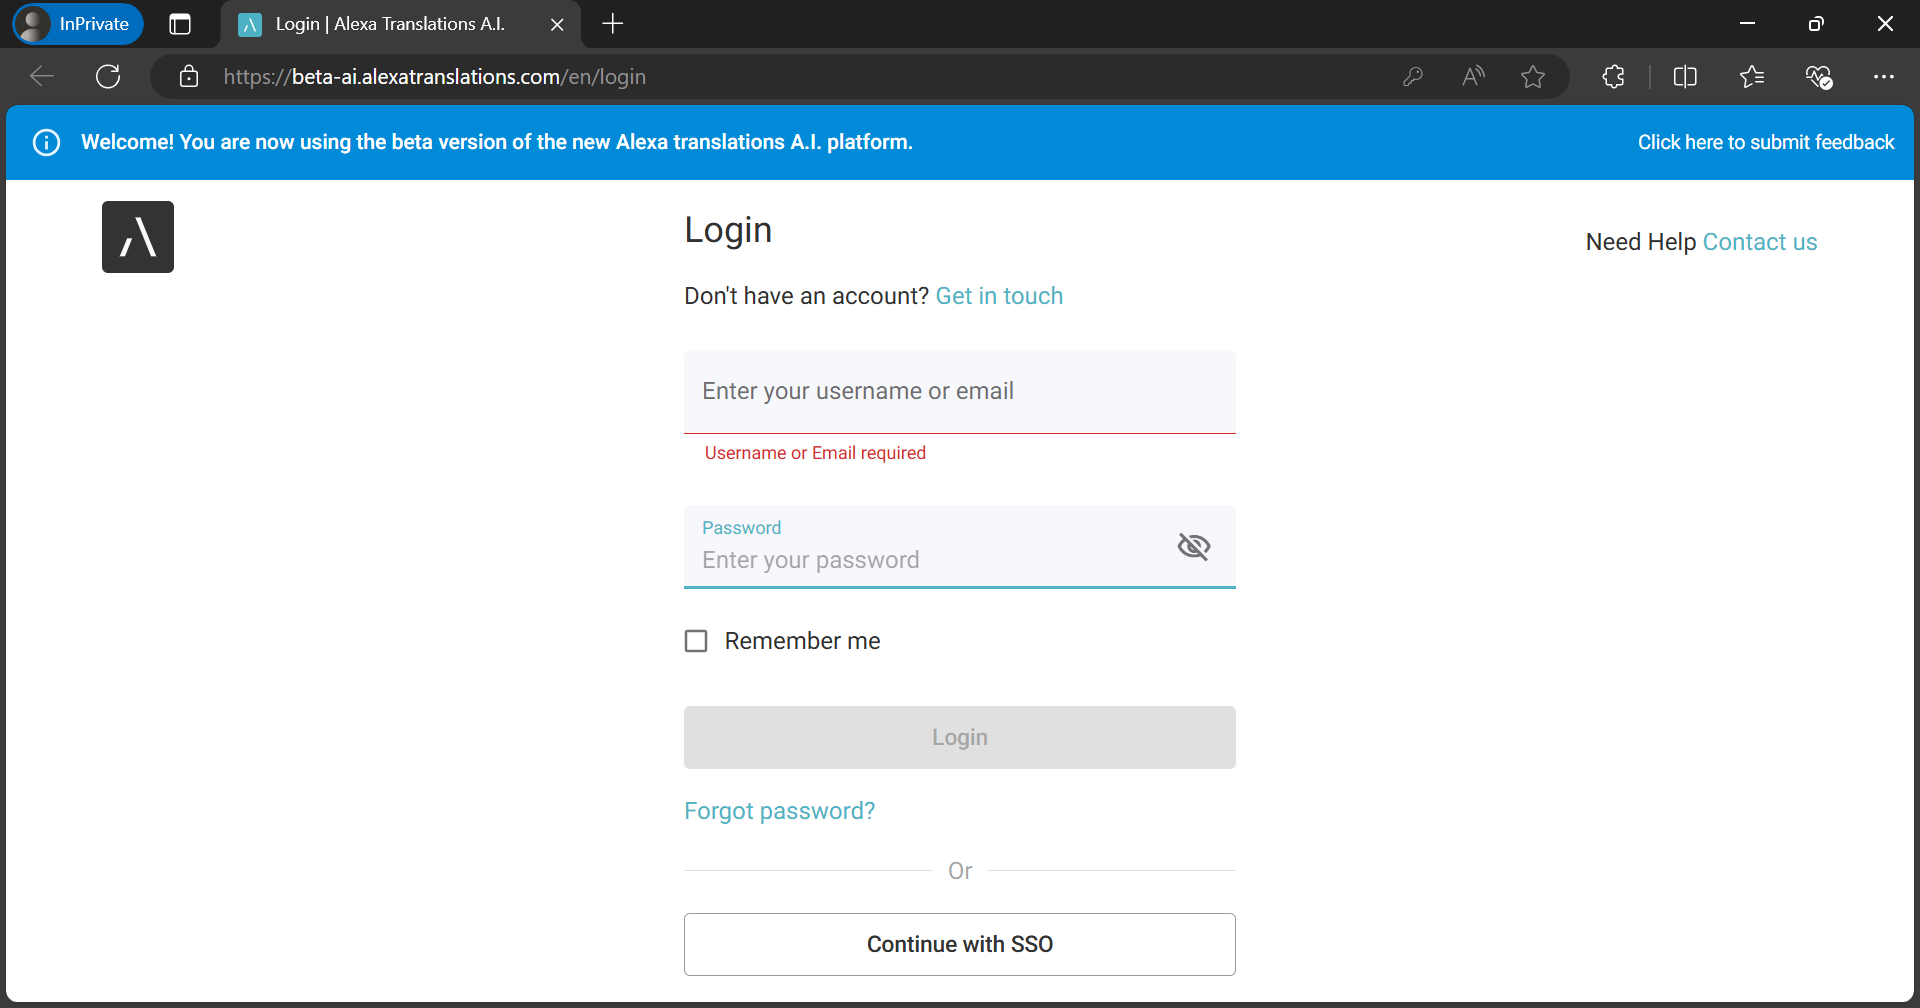 InPrivate
Login | Alexa Translations A.I.
https://beta-ai.alexatranslations.com/en/login
Welcome! You are now using the beta version of the new Alexa translations A.I. platform.
Click here to submit feedback
Login
Need Help Contact us
Don't have an account? Get in touch
Enter your username or email
Username or Email required
Password
Enter your password
Remember me
Login
Forgot password?
Or
Continue with SSO